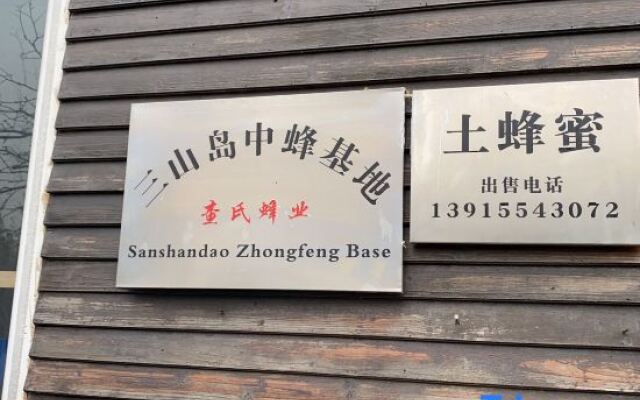 三山岛中蜂基地
查氏蜂业
Sanshandao Zhongfeng Base
土蜂蜜
出售电话
13915543072